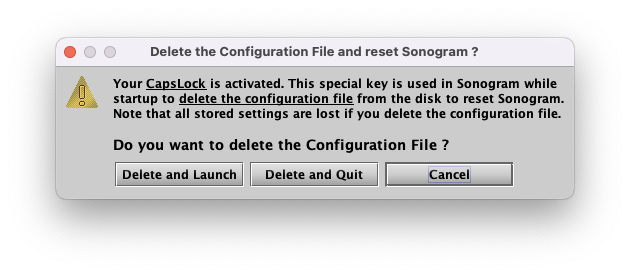 Delete the Configuration File and reset Sonogram ?
Your CapsLock is activated. This special key is used in Sonogram while
startup to delete the configuration file from the disk to reset Sonogram.
Note that all stored settings are lost if you delete the configuration file.
Do you want to delete the Configuration File ?
Delete and Launch Delete and Quit Cancel